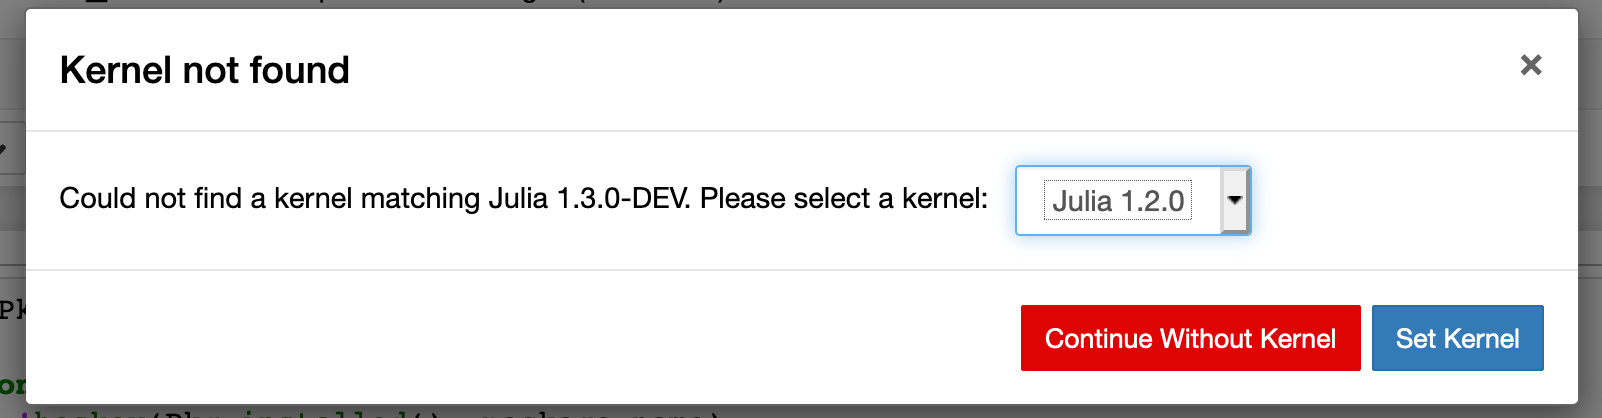 Kernel not found
×
Could not find a kernel matching Julia 1.3.0-DEV. Please select a kernel:
Julia 1.2.0
Continue Without Kernel
Set Kernel